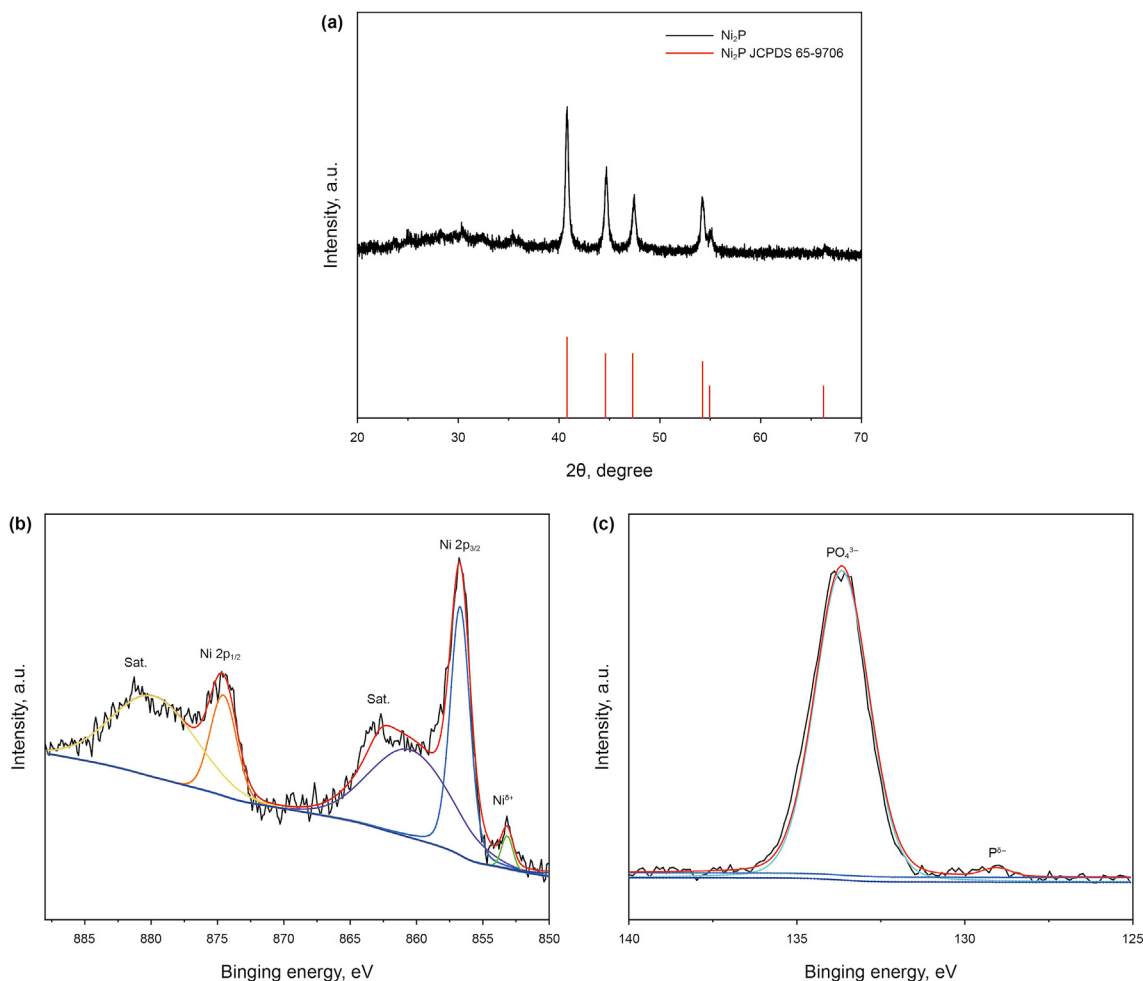 (a)
Ni₂P
Ni₂P JCPDS 65-9706
Intensity, a.u.
20 30 40 50 60 70
2θ, degree
(b)
Ni 2p₃/₂
Sat.
Ni 2p₁/₂
Sat.
Niᵟ⁺
Intensity, a.u.
885 880 875 870 865 860 855 850
Binging energy, eV
(c)
PO₄³⁻
Pᵟ⁻
Intensity, a.u.
140 135 130 125
Binging energy, eV